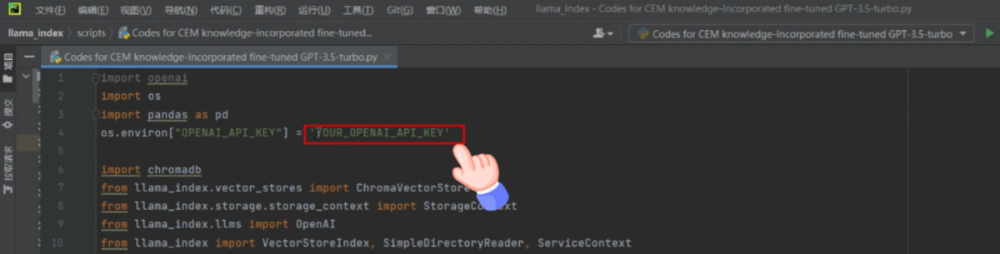 PC 文件(F) 编辑(E) 视图(V) 导航(N) 代码(C) 重构(R) 运行(U) 工具(T) Git(G) 窗口(W) 帮助(H) llama_index - Codes for CEM knowledge-incorporated fine-tuned GPT-3.5-turbo.py
llama_index scripts Codes for CEM knowledge-incorporated fine-tuned... Codes for CEM knowledge-incorporated fine-tuned GPT-3.5-turbo
项目 Codes for CEM knowledge-incorporated fine-tuned GPT-3.5-turbo.py
提交
拉取请求
1 import openai
2 import os
3 import pandas as pd
4 os.environ["OPENAI_API_KEY"] = 'YOUR_OPENAI_API_KEY'
5
6 import chromadb
7 from llama_index.vector_stores import ChromaVectorStore
8 from llama_index.storage.storage_context import StorageContext
9 from llama_index.llms import OpenAI
10 from llama_index import VectorStoreIndex, SimpleDirectoryReader, ServiceContext